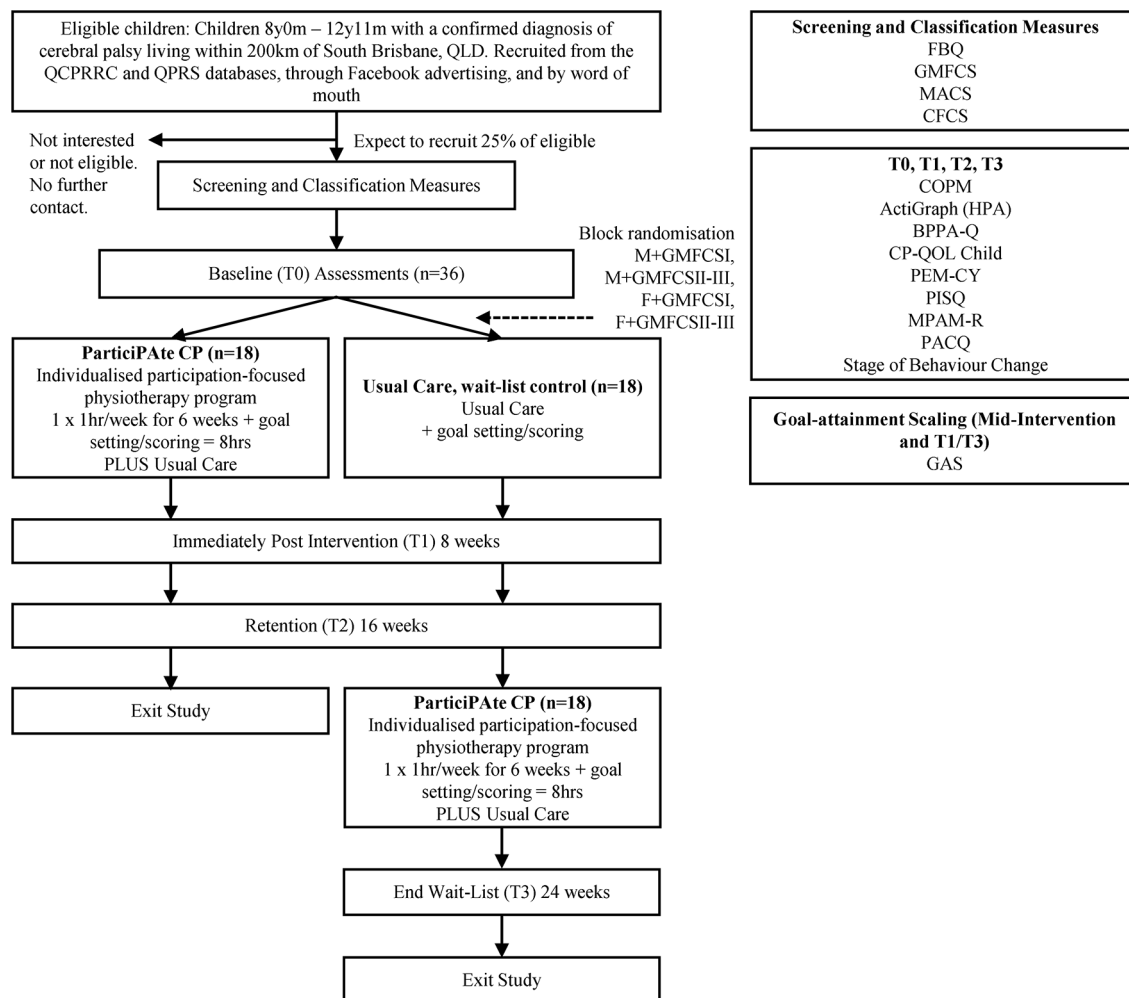 Eligible children: Children 8y0m – 12y11m with a confirmed diagnosis of
cerebral palsy living within 200km of South Brisbane, QLD. Recruited from the
QCPRRC and QPRS databases, through Facebook advertising, and by word of
mouth
Not interested
or not eligible.
No further
contact.
Expect to recruit 25% of eligible
Screening and Classification Measures
Block randomisation
M+GMFCSI,
M+GMFCSII-III,
F+GMFCSI,
F+GMFCSII-III
Baseline (T0) Assessments (n=36)
ParticiPAte CP (n=18)
Individualised participation-focused
physiotherapy program
1 x 1hr/week for 6 weeks + goal
setting/scoring = 8hrs
PLUS Usual Care
Usual Care, wait-list control (n=18)
Usual Care
+ goal setting/scoring
Immediately Post Intervention (T1) 8 weeks
Retention (T2) 16 weeks
Exit Study
ParticiPAte CP (n=18)
Individualised participation-focused
physiotherapy program
1 x 1hr/week for 6 weeks + goal
setting/scoring = 8hrs
PLUS Usual Care
End Wait-List (T3) 24 weeks
Exit Study
Screening and Classification Measures
FBQ
GMFCS
MACS
CFCS
T0, T1, T2, T3
COPM
ActiGraph (HPA)
BPPA-Q
CP-QOL Child
PEM-CY
PISQ
MPAM-R
PACQ
Stage of Behaviour Change
Goal-attainment Scaling (Mid-Intervention
and T1/T3)
GAS